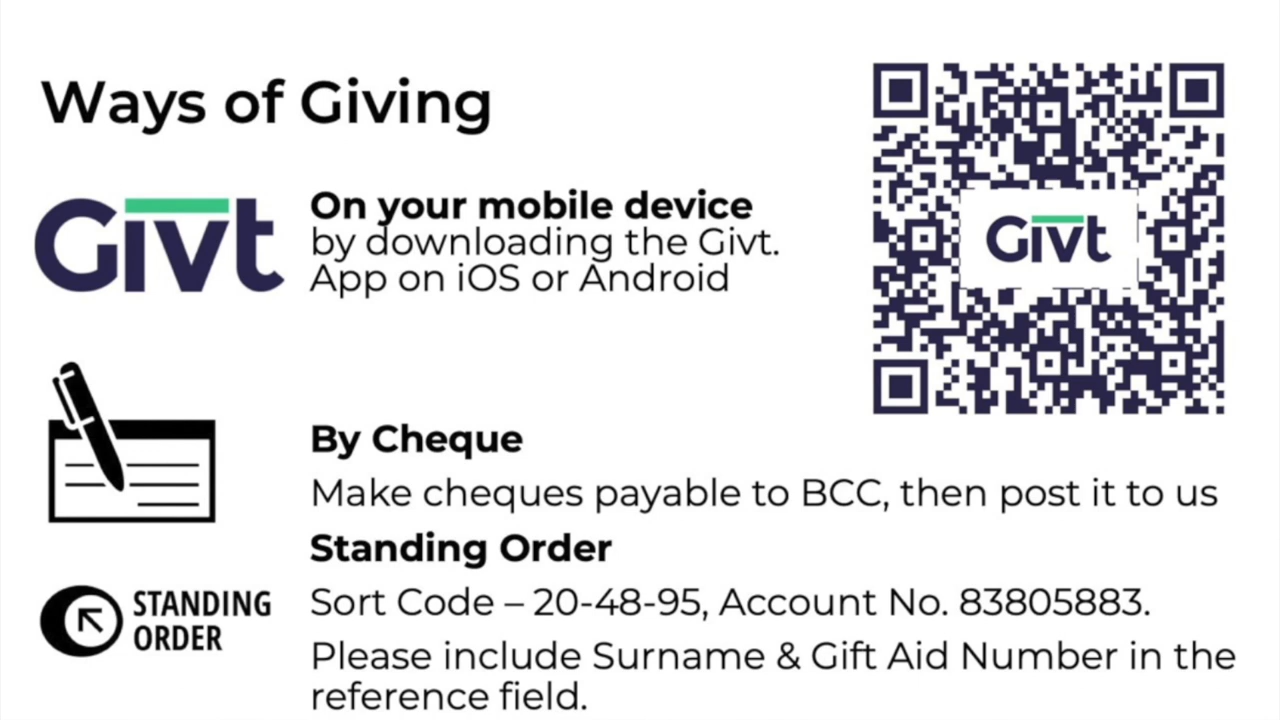 Ways of Giving
Givt
On your mobile device
by downloading the Givt.
App on iOS or Android
Givt
By Cheque
Make cheques payable to BCC, then post it to us
Standing Order
STANDING
ORDER
Sort Code – 20-48-95, Account No. 83805883.
Please include Surname & Gift Aid Number in the
reference field.